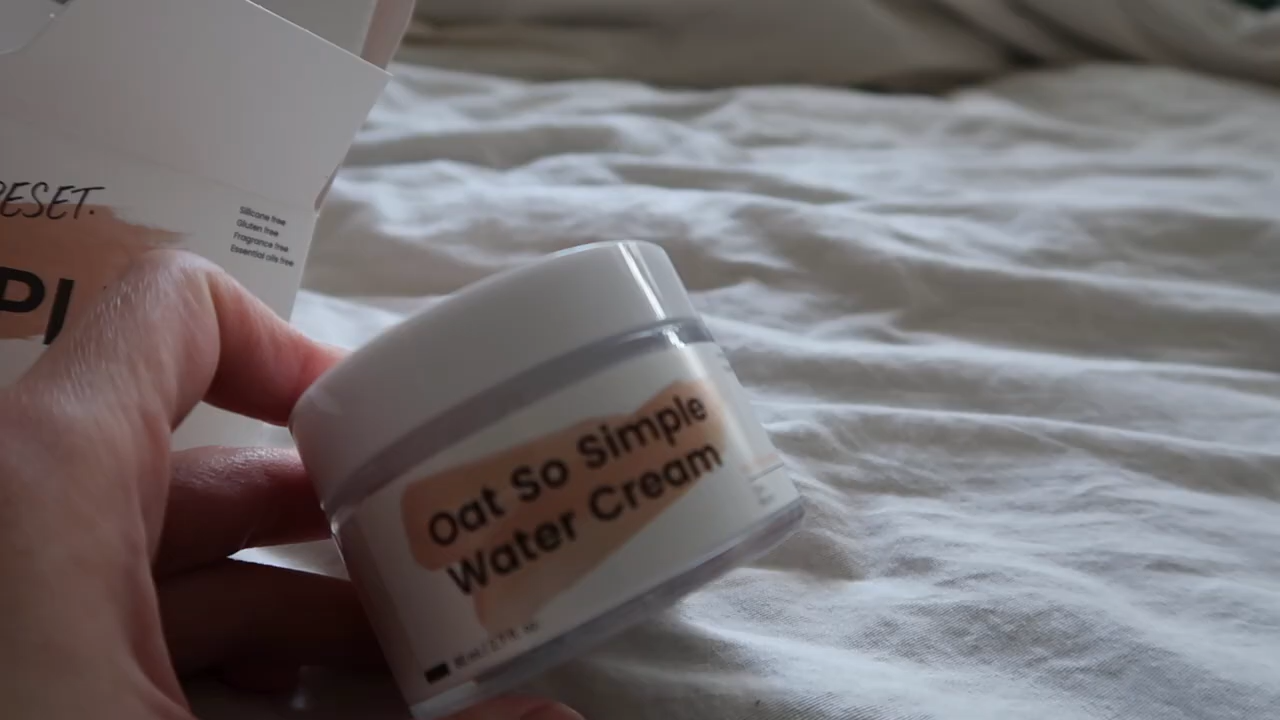 RESET.
Silicone free
Gluten free
Fragrance free
Essential oils free
Oat So Simple
Water Cream